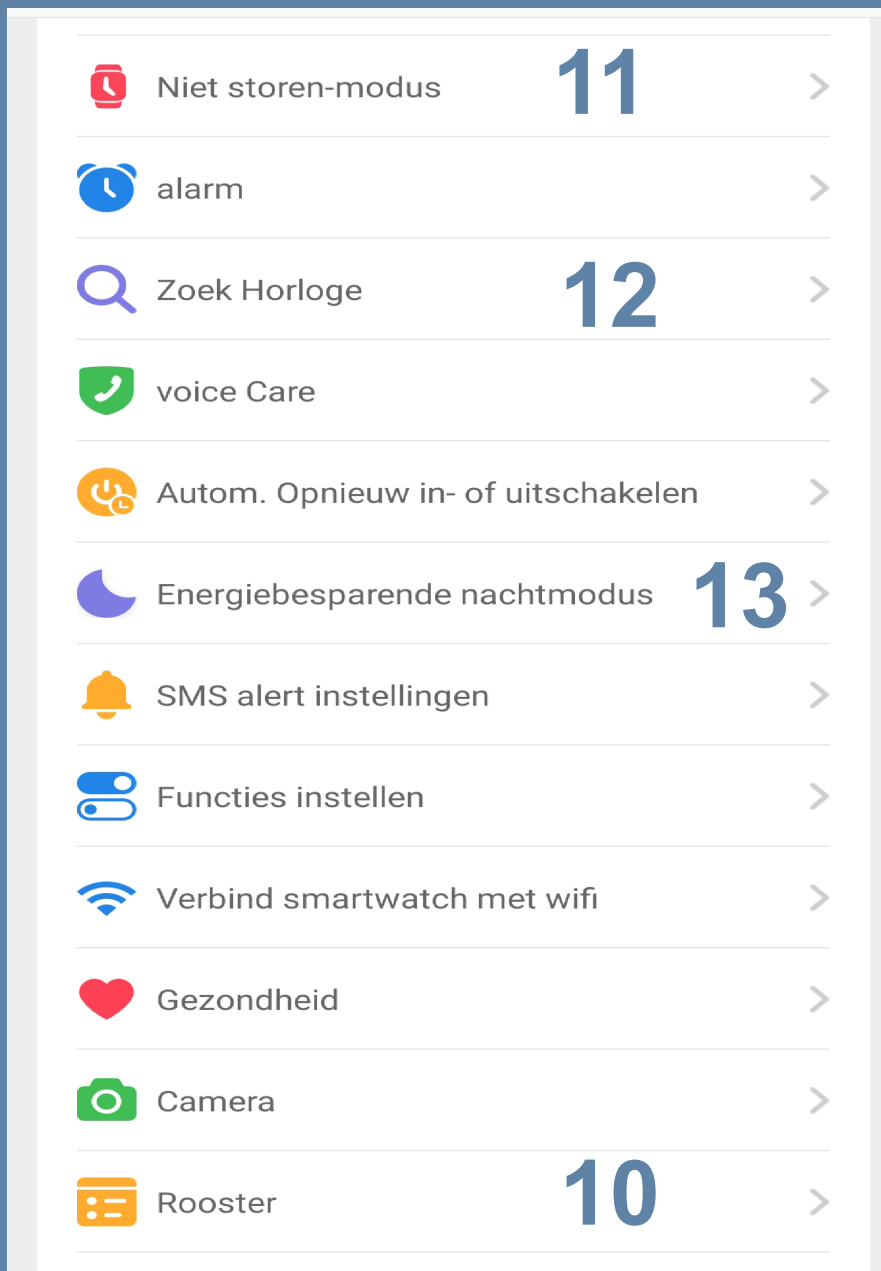 Niet storen-modus 11
alarm
Zoek Horloge 12
voice Care
Autom. Opnieuw in- of uitschakelen
Energiebesparende nachtmodus 13
SMS alert instellingen
Functies instellen
Verbind smartwatch met wifi
Gezondheid
Camera
Rooster 10